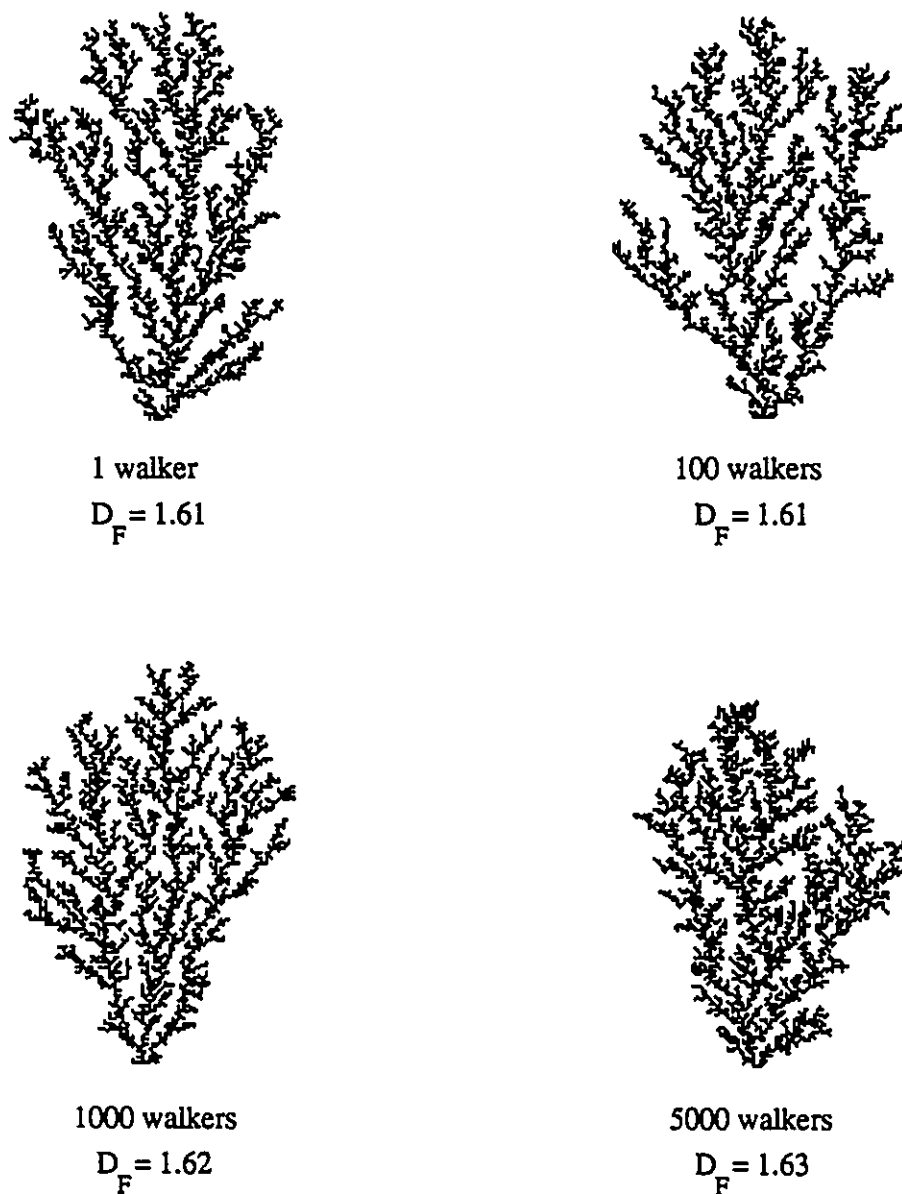 1 walker
D_F = 1.61
100 walkers
D_F = 1.61
1000 walkers
D_F = 1.62
5000 walkers
D_F = 1.63